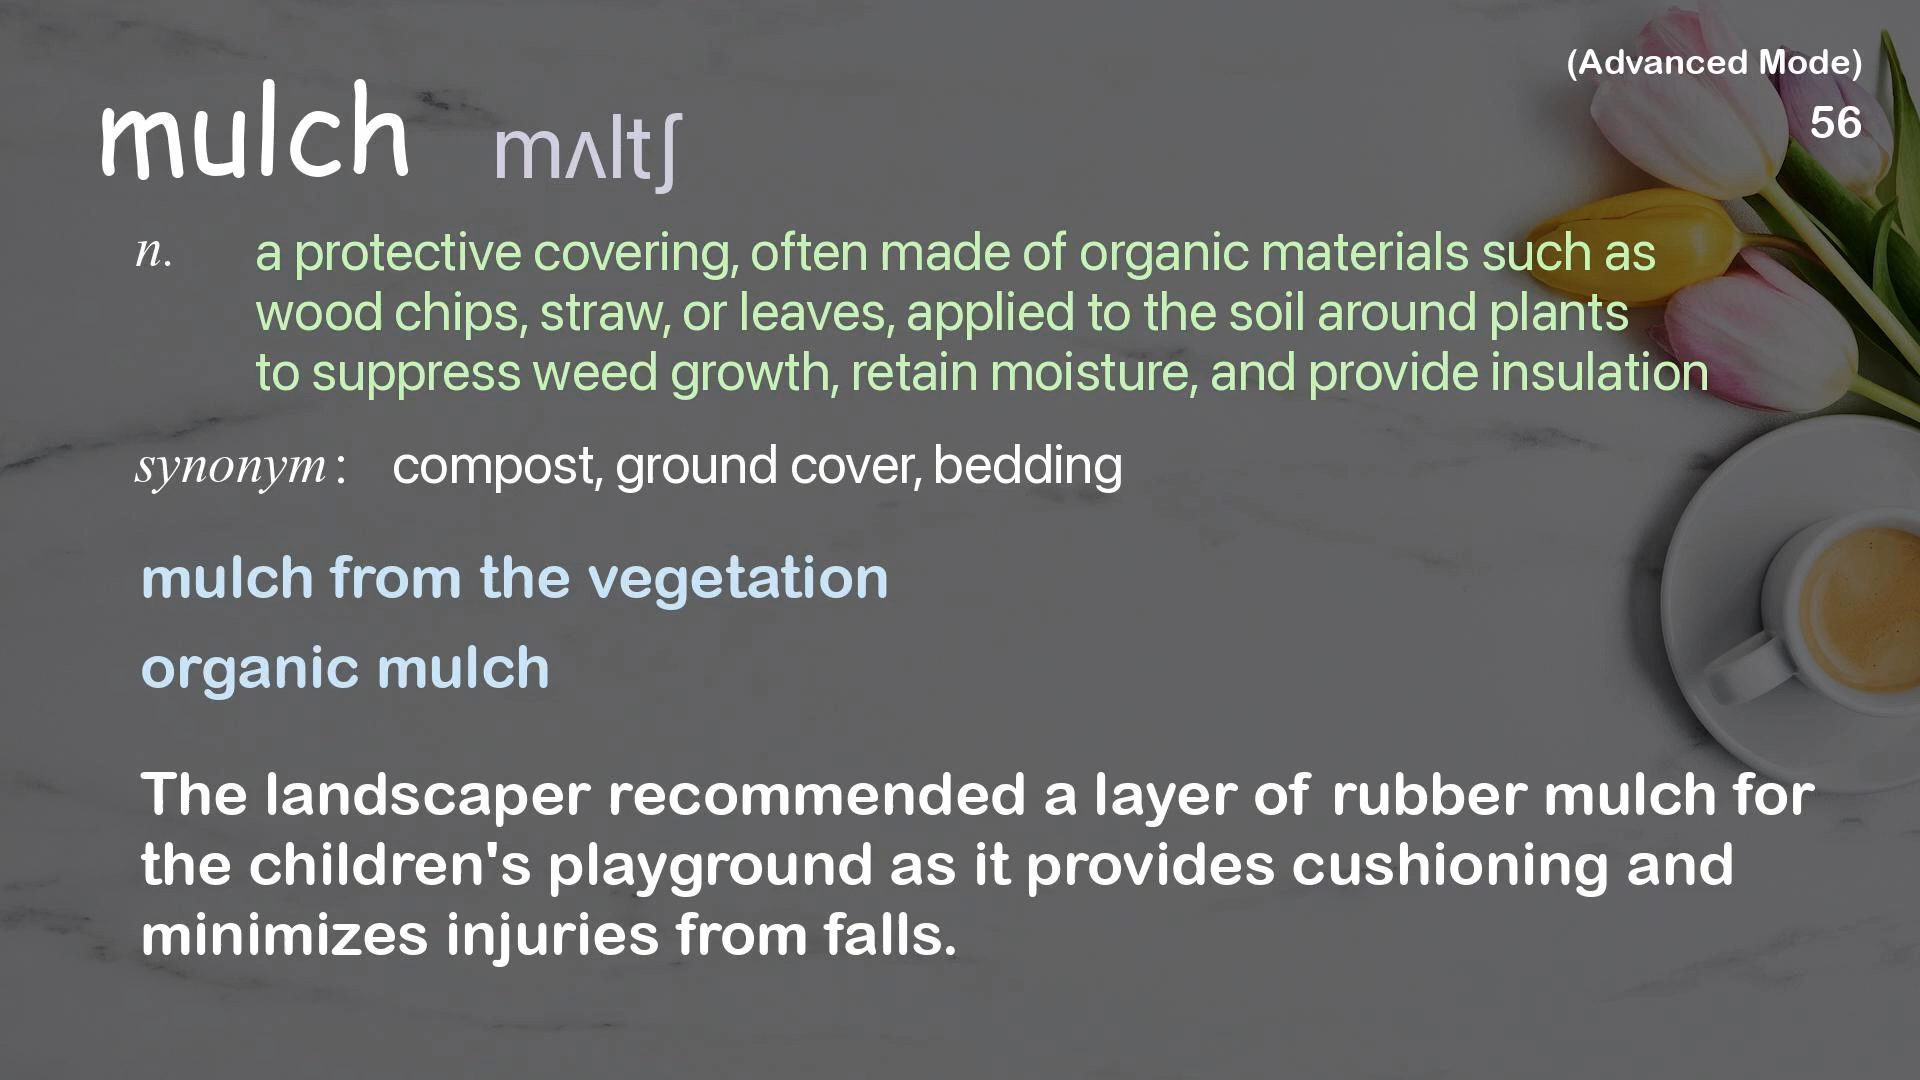 (Advanced Mode)
56
mulch mʌltʃ
n. a protective covering, often made of organic materials such as
wood chips, straw, or leaves, applied to the soil around plants
to suppress weed growth, retain moisture, and provide insulation
synonym: compost, ground cover, bedding
mulch from the vegetation
organic mulch
The landscaper recommended a layer of rubber mulch for
the children's playground as it provides cushioning and
minimizes injuries from falls.